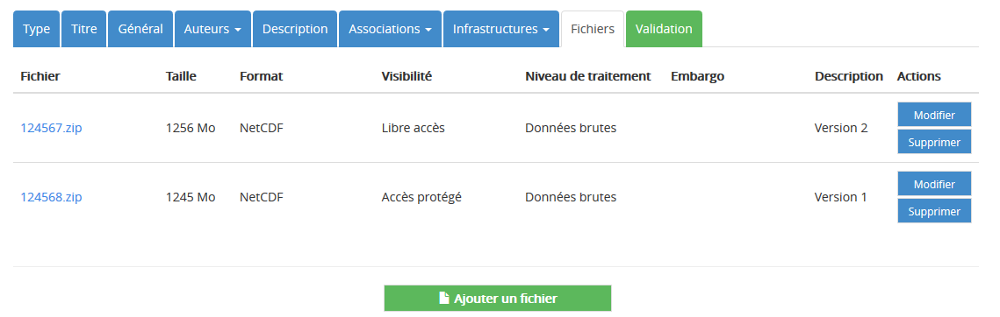 Type Titre Général Auteurs Description Associations Infrastructures Fichiers Validation
Fichier Taille Format Visibilité Niveau de traitement Embargo Description Actions
124567.zip 1256 Mo NetCDF Libre accès Données brutes Version 2 Modifier
Supprimer
124568.zip 1245 Mo NetCDF Accès protégé Données brutes Version 1 Modifier
Supprimer
Ajouter un fichier